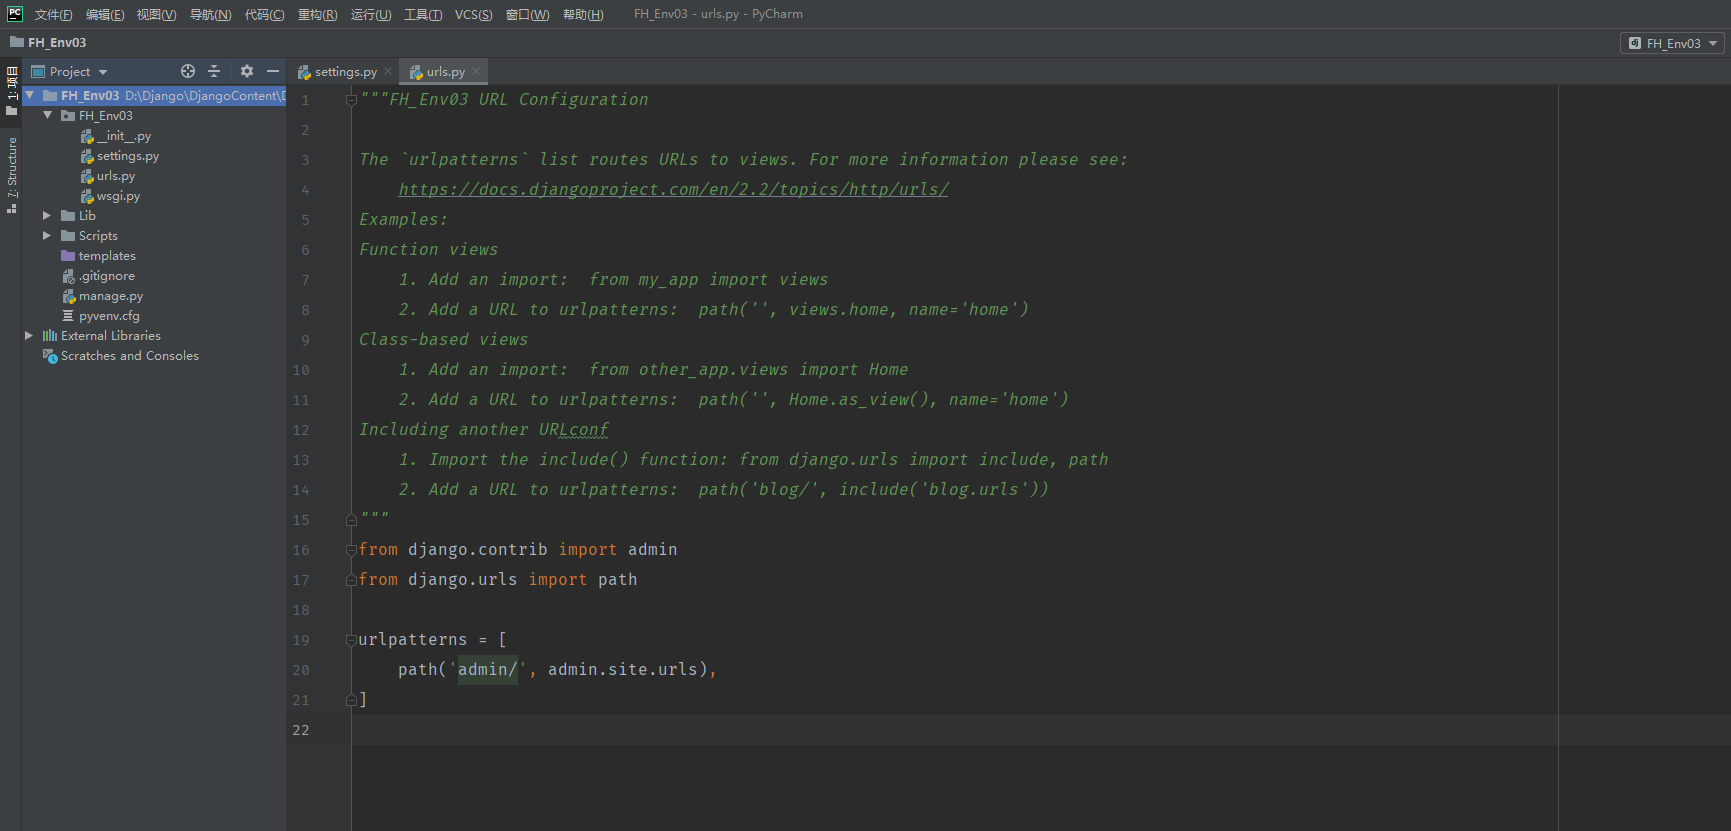 PC 文件(F) 编辑(E) 视图(V) 导航(N) 代码(C) 重构(R) 运行(U) 工具(T) VCS(S) 窗口(W) 帮助(H) FH_Env03 - urls.py - PyCharm
FH_Env03
dj FH_Env03
1: 项目
7: Structure
Project
FH_Env03 D:\Django\DjangoContent\D
FH_Env03
__init__.py
settings.py
urls.py
wsgi.py
Lib
Scripts
templates
.gitignore
manage.py
pyvenv.cfg
External Libraries
Scratches and Consoles
settings.py urls.py
1 """FH_Env03 URL Configuration
2
3 The `urlpatterns` list routes URLs to views. For more information please see:
4 https://docs.djangoproject.com/en/2.2/topics/http/urls/
5 Examples:
6 Function views
7 1. Add an import:  from my_app import views
8 2. Add a URL to urlpatterns:  path('', views.home, name='home')
9 Class-based views
10 1. Add an import:  from other_app.views import Home
11 2. Add a URL to urlpatterns:  path('', Home.as_view(), name='home')
12 Including another URLconf
13 1. Import the include() function: from django.urls import include, path
14 2. Add a URL to urlpatterns:  path('blog/', include('blog.urls'))
15 """
16 from django.contrib import admin
17 from django.urls import path
18
19 urlpatterns = [
20 path('admin/', admin.site.urls),
21 ]
22